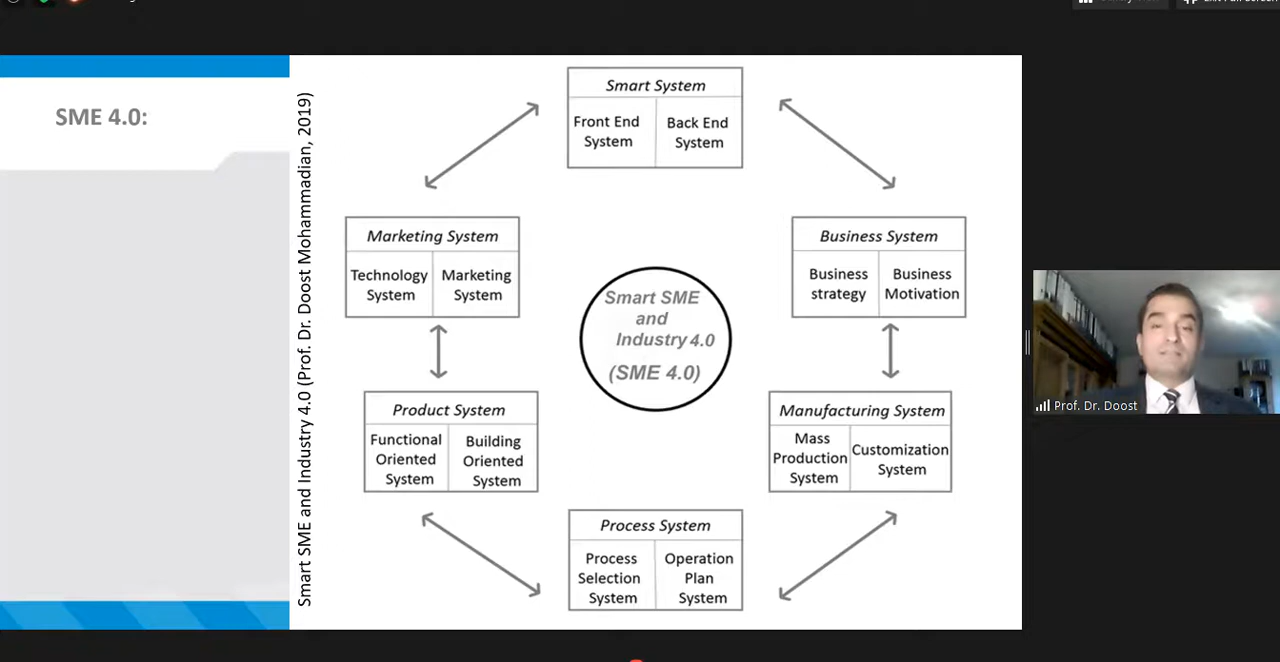 SME 4.0:
Smart SME and Industry 4.0 (Prof. Dr. Doost Mohammadian, 2019)
Smart System
Front End
System
Back End
System
Marketing System
Technology
System
Marketing
System
Business System
Business
strategy
Business
Motivation
Smart SME
and
Industry 4.0
(SME 4.0)
Product System
Functional
Oriented
System
Building
Oriented
System
Manufacturing System
Mass
Production
System
Customization
System
Process System
Process
Selection
System
Operation
Plan
System
Prof. Dr. Doost